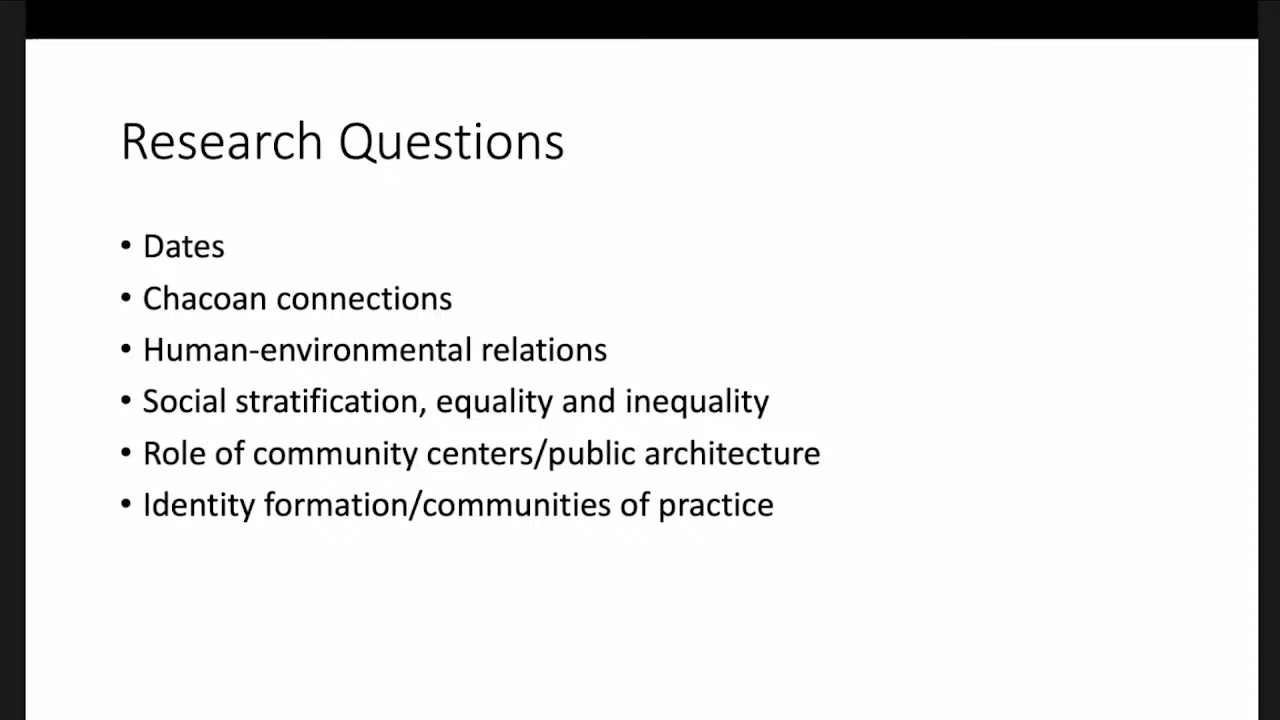 Research Questions
• Dates
• Chacoan connections
• Human-environmental relations
• Social stratification, equality and inequality
• Role of community centers/public architecture
• Identity formation/communities of practice